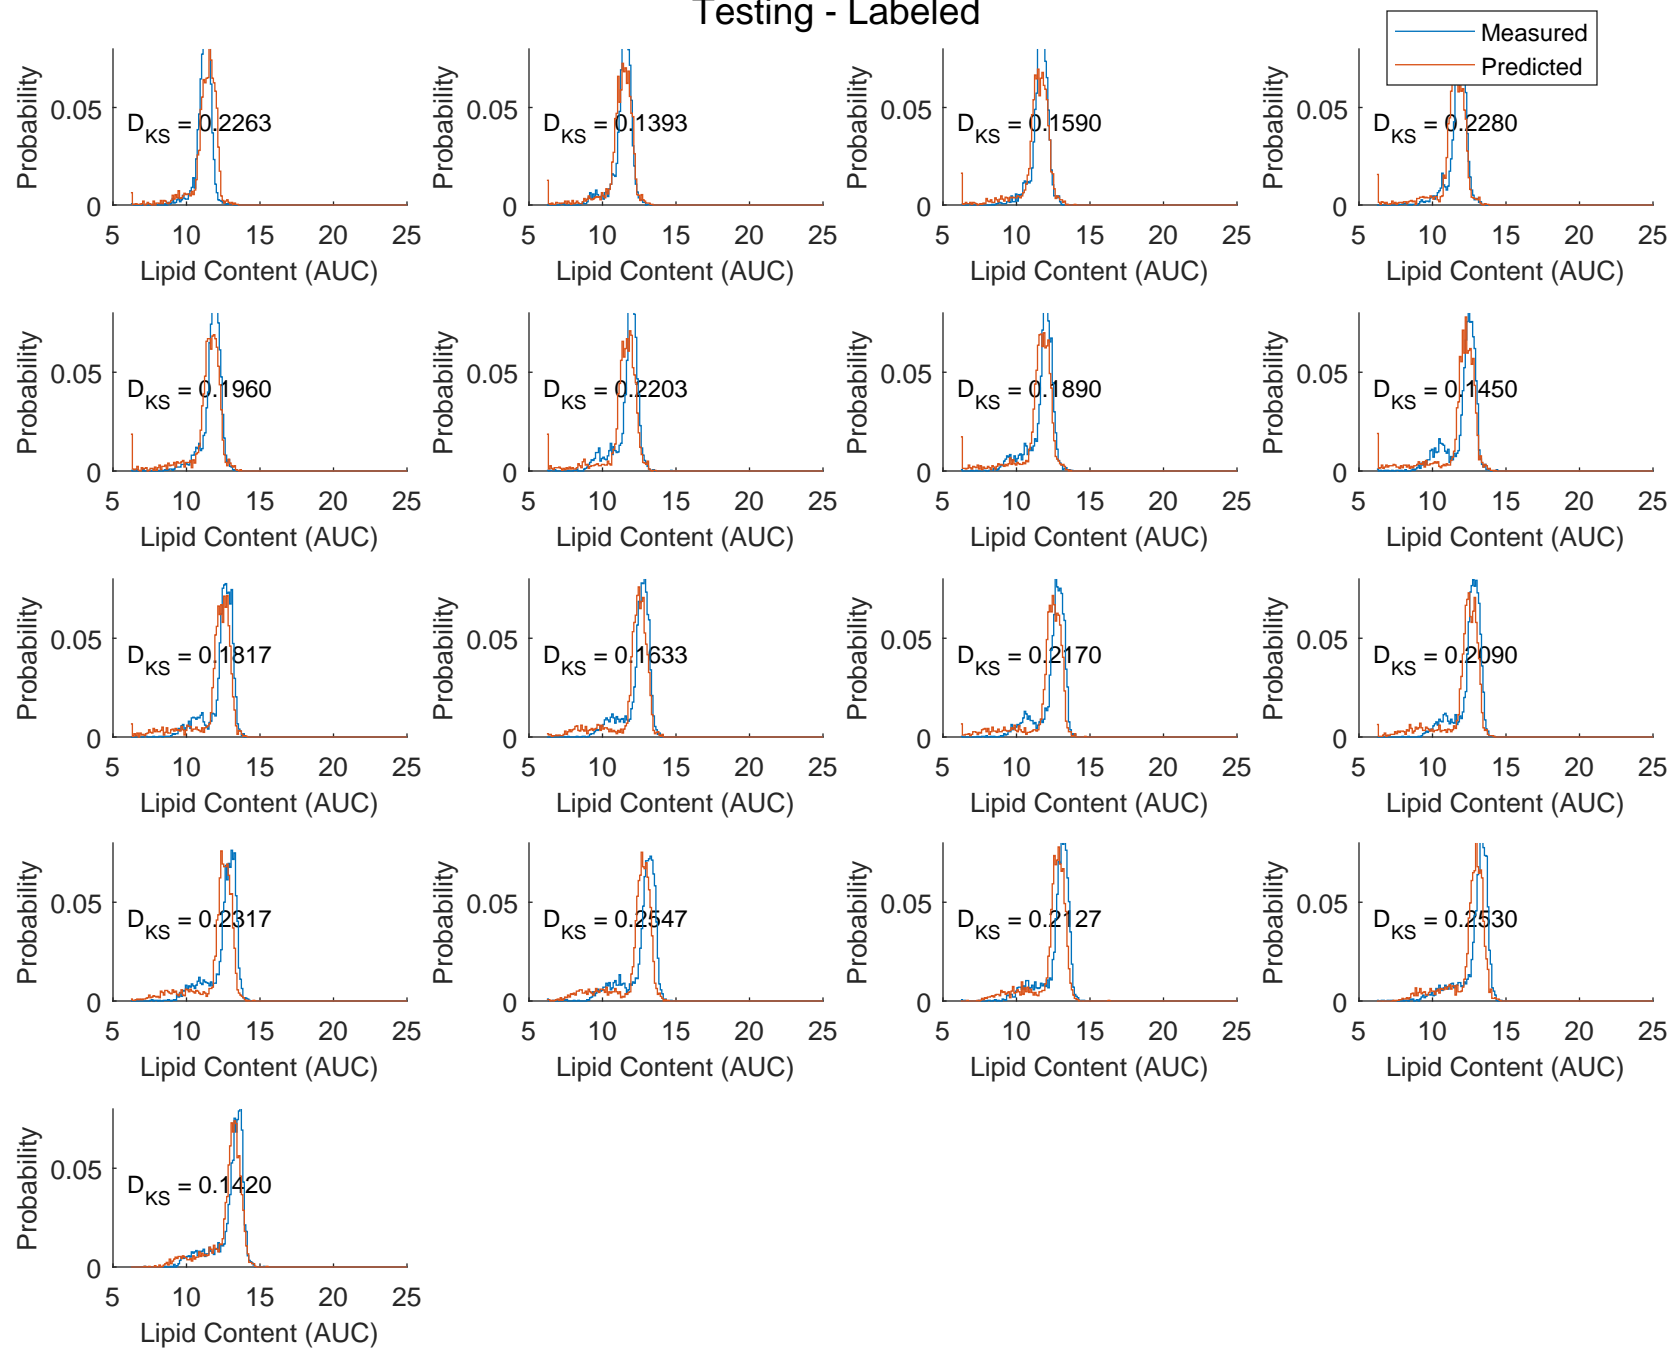 Testing - Labeled
Measured
Predicted
Probability
0.05
0
D_KS = 0.2263
5 10 15 20 25
Lipid Content (AUC)
Probability
0.05
0
D_KS = 0.1393
5 10 15 20 25
Lipid Content (AUC)
Probability
0.05
0
D_KS = 0.1590
5 10 15 20 25
Lipid Content (AUC)
Probability
0.05
0
D_KS = 0.2280
5 10 15 20 25
Lipid Content (AUC)
Probability
0.05
0
D_KS = 0.1960
5 10 15 20 25
Lipid Content (AUC)
Probability
0.05
0
D_KS = 0.2203
5 10 15 20 25
Lipid Content (AUC)
Probability
0.05
0
D_KS = 0.1890
5 10 15 20 25
Lipid Content (AUC)
Probability
0.05
0
D_KS = 0.1450
5 10 15 20 25
Lipid Content (AUC)
Probability
0.05
0
D_KS = 0.1817
5 10 15 20 25
Lipid Content (AUC)
Probability
0.05
0
D_KS = 0.1633
5 10 15 20 25
Lipid Content (AUC)
Probability
0.05
0
D_KS = 0.2170
5 10 15 20 25
Lipid Content (AUC)
Probability
0.05
0
D_KS = 0.2090
5 10 15 20 25
Lipid Content (AUC)
Probability
0.05
0
D_KS = 0.2317
5 10 15 20 25
Lipid Content (AUC)
Probability
0.05
0
D_KS = 0.2547
5 10 15 20 25
Lipid Content (AUC)
Probability
0.05
0
D_KS = 0.2127
5 10 15 20 25
Lipid Content (AUC)
Probability
0.05
0
D_KS = 0.2530
5 10 15 20 25
Lipid Content (AUC)
Probability
0.05
0
D_KS = 0.1420
5 10 15 20 25
Lipid Content (AUC)